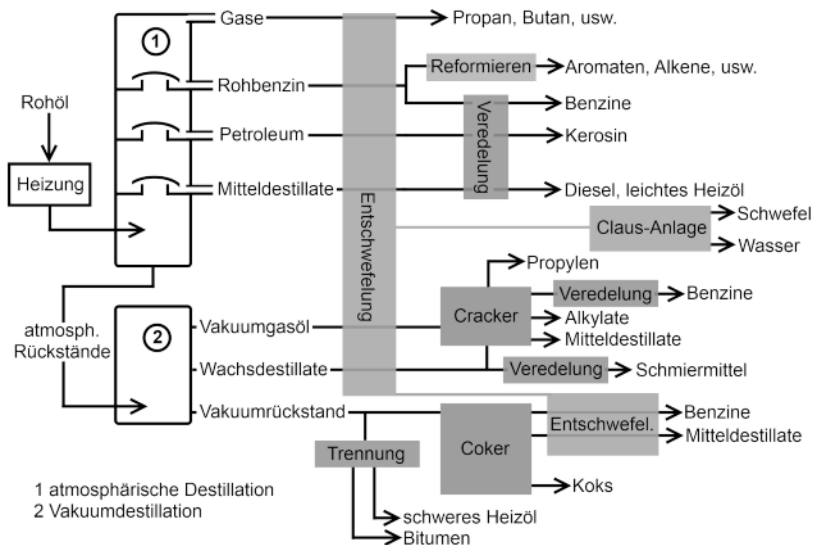 Gase
Propan, Butan, usw.
1
Reformieren
Aromaten, Alkene, usw.
Rohbenzin
Rohöl
Benzine
Veredelung
Petroleum
Kerosin
Heizung
Mitteldestillate
Diesel, leichtes Heizöl
Entschwefelung
Schwefel
Claus-Anlage
Wasser
Propylen
Veredelung
Benzine
atmosph.
Rückstände
2
Vakuumgasöl
Cracker
Alkylate
Mitteldestillate
Wachsdestillate
Veredelung
Schmiermittel
Vakuumrückstand
Benzine
Entschwefel.
Mitteldestillate
Trennung
Coker
Koks
1 atmosphärische Destillation
2 Vakuumdestillation
schweres Heizöl
Bitumen